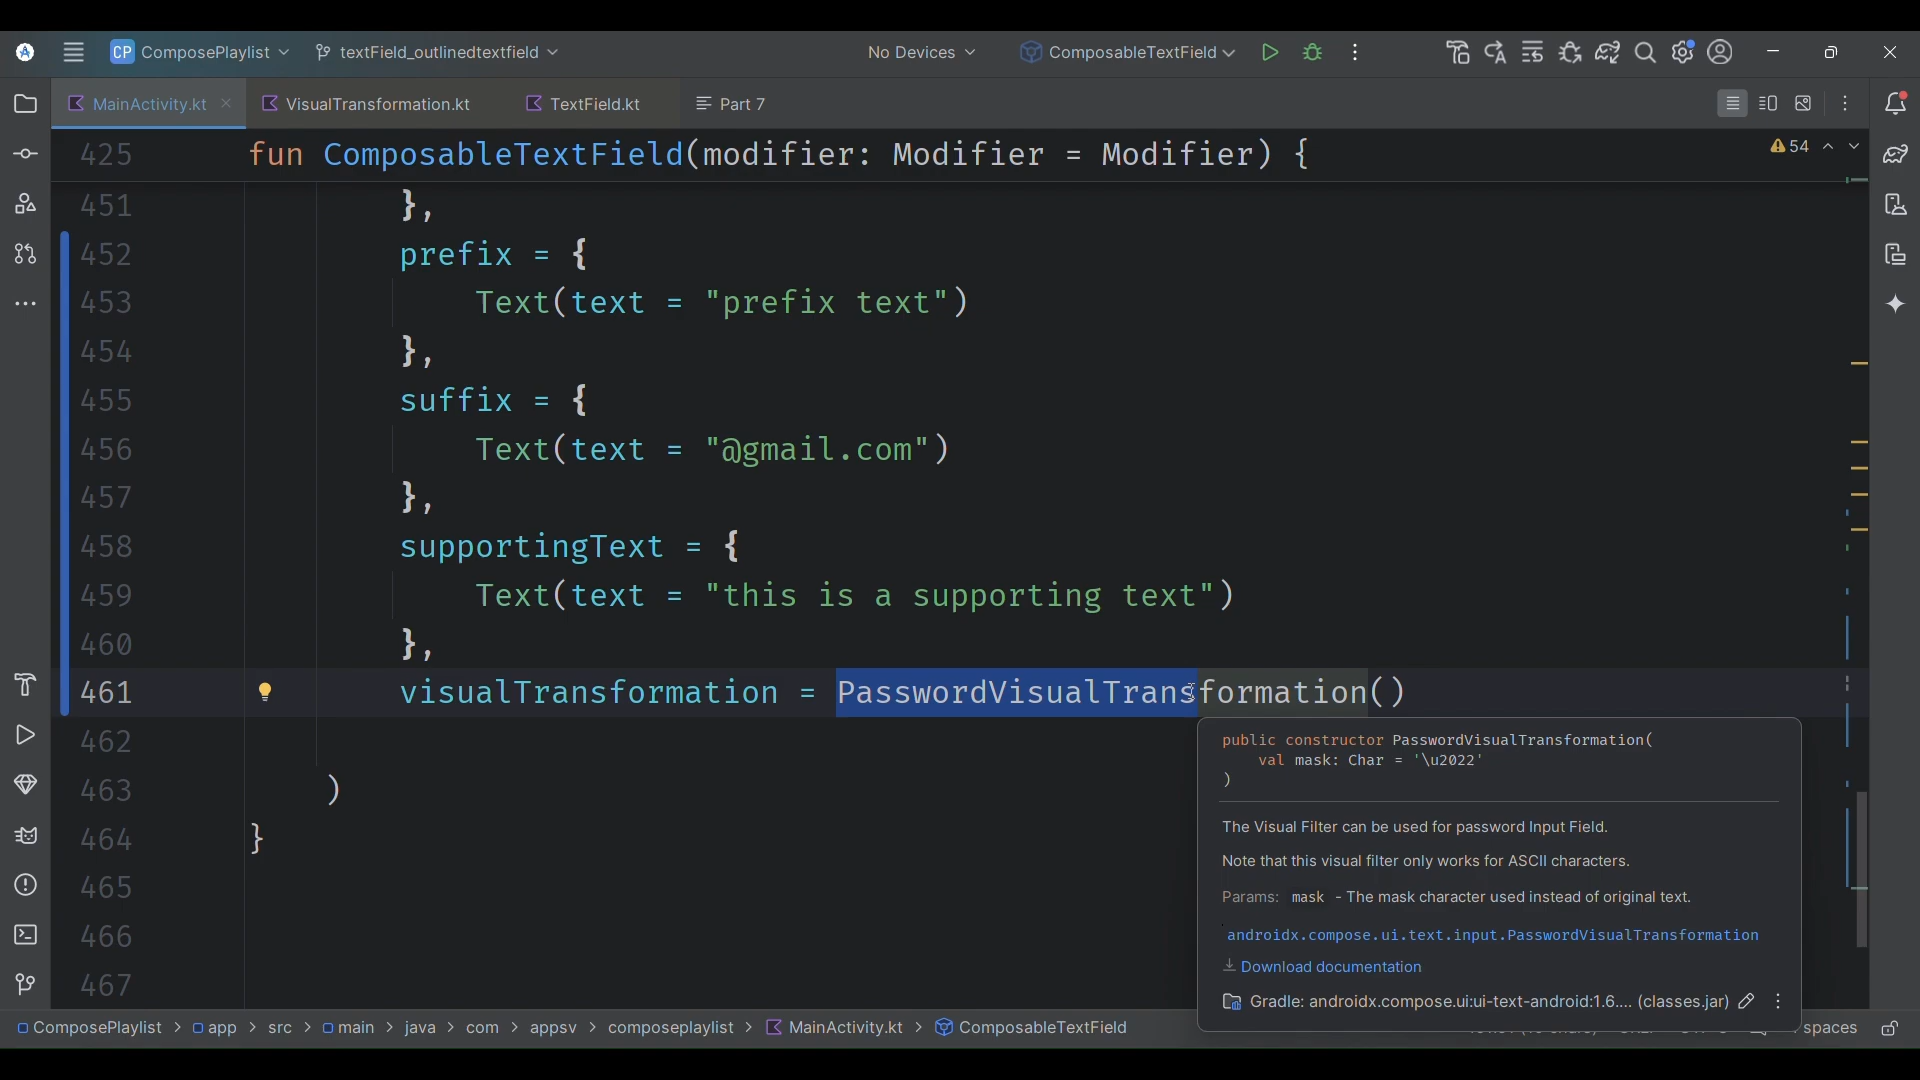 CP ComposePlaylist textField_outlinedtextfield No Devices ComposableTextField
MainActivity.kt VisualTransformation.kt TextField.kt Part 7
425 fun ComposableTextField(modifier: Modifier = Modifier) {
54
451 },
452 prefix = {
453 Text(text = "prefix text")
454 },
455 suffix = {
456 Text(text = "@gmail.com")
457 },
458 supportingText = {
459 Text(text = "this is a supporting text")
460 },
461 visualTransformation = PasswordVisualTransformation()
462
463 )
464 }
465
466
467
public constructor PasswordVisualTransformation(
val mask: Char = '\u2022'
)
The Visual Filter can be used for password Input Field.
Note that this visual filter only works for ASCII characters.
Params: mask - The mask character used instead of original text.
androidx.compose.ui.text.input.PasswordVisualTransformation
Download documentation
Gradle: androidx.compose.ui:ui-text-android:1.6.... (classes.jar)
ComposePlaylist > app > src > main > java > com > appsv > composeplaylist > MainActivity.kt > ComposableTextField
spaces